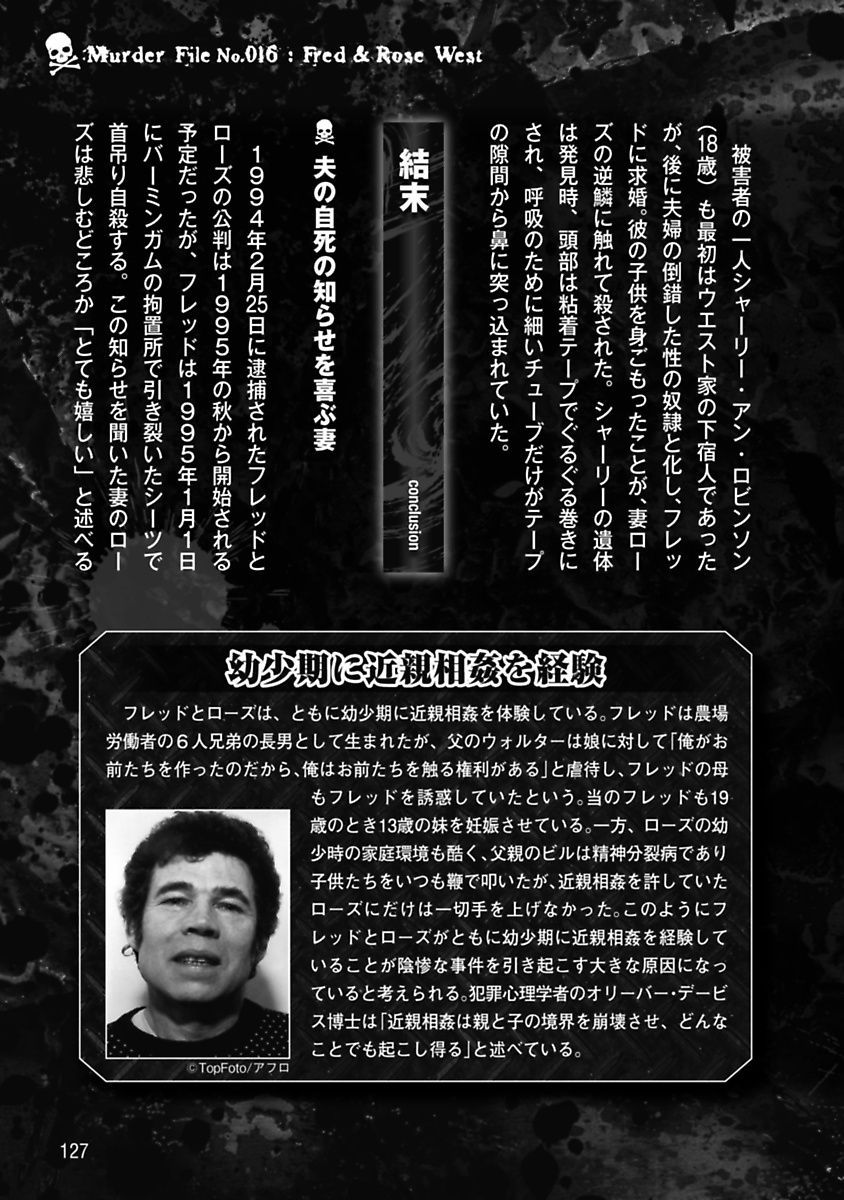 Murder File No.016 : Fred & Rose West
被害者の一人シャーリー・アン・ロビンソン
（18歳）も最初はウエスト家の下宿人であった
が、後に夫婦の倒錯した性の奴隷と化し、フレッ
ドに求婚。彼の子供を身ごもったことが、妻ロー
ズの逆鱗に触れて殺された。シャーリーの遺体
は発見時、頭部は粘着テープでぐるぐる巻きに
され、呼吸のために細いチューブだけがテープ
の隙間から鼻に突っ込まれていた。
結末
conclusion
夫の自死の知らせを喜ぶ妻
1994年2月25日に逮捕されたフレッドと
ローズの公判は1995年の秋から開始される
予定だったが、フレッドは1995年1月1日
にバーミンガムの拘置所で引き裂いたシーツで
首吊り自殺する。この知らせを聞いた妻のロー
ズは悲しむどころか「とても嬉しい」と述べる
幼少期に近親相姦を経験
フレッドとローズは、ともに幼少期に近親相姦を体験している。フレッドは農場
労働者の6人兄弟の長男として生まれたが、父のウォルターは娘に対して「俺がお
前たちを作ったのだから、俺はお前たちを触る権利がある」と虐待し、フレッドの母
もフレッドを誘惑していたという。当のフレッドも19
歳のとき13歳の妹を妊娠させている。一方、ローズの幼
少時の家庭環境も酷く、父親のビルは精神分裂病であり
子供たちをいつも鞭で叩いたが、近親相姦を許していた
ローズにだけは一切手を上げなかった。このようにフ
レッドとローズがともに幼少期に近親相姦を経験して
いることが陰惨な事件を引き起こす大きな原因になっ
ていると考えられる。犯罪心理学者のオリーバー・デービ
ス博士は「近親相姦は親と子の境界を崩壊させ、どんな
ことでも起こし得る」と述べている。
©TopFoto/アフロ
127